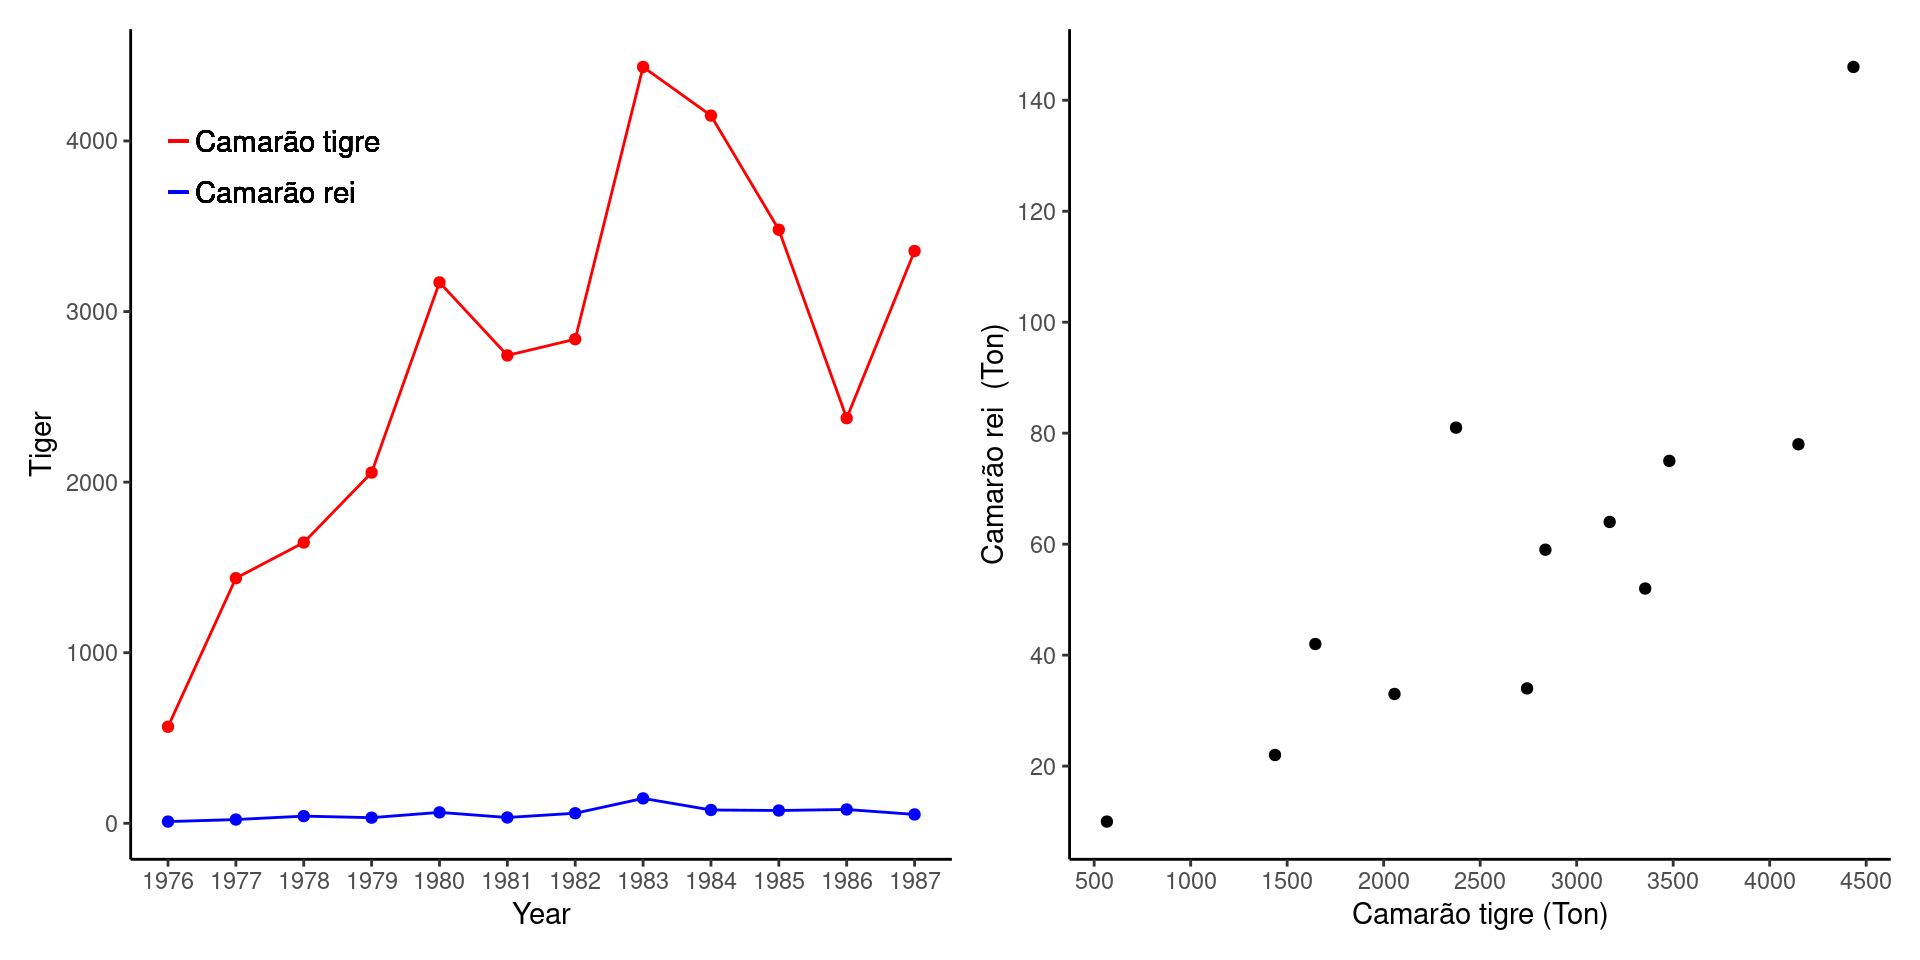 Camarão tigre
Camarão rei
Tiger
4000
3000
2000
1000
0
1976 1977 1978 1979 1980 1981 1982 1983 1984 1985 1986 1987
Year
Camarão rei (Ton)
140
120
100
80
60
40
20
500 1000 1500 2000 2500 3000 3500 4000 4500
Camarão tigre (Ton)